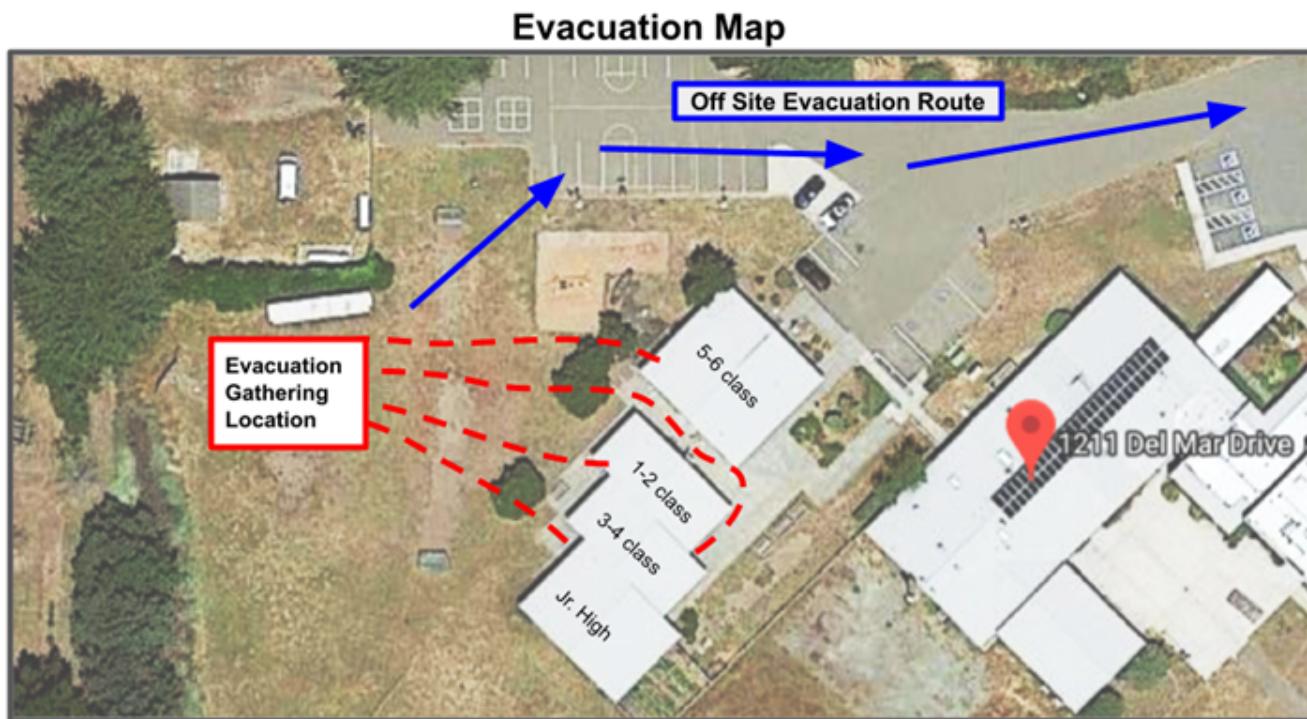 Evacuation Map
Off Site Evacuation Route
Evacuation
Gathering
Location
5-6 class
1-2 class
3-4 class
Jr. High
1211 Del Mar Drive